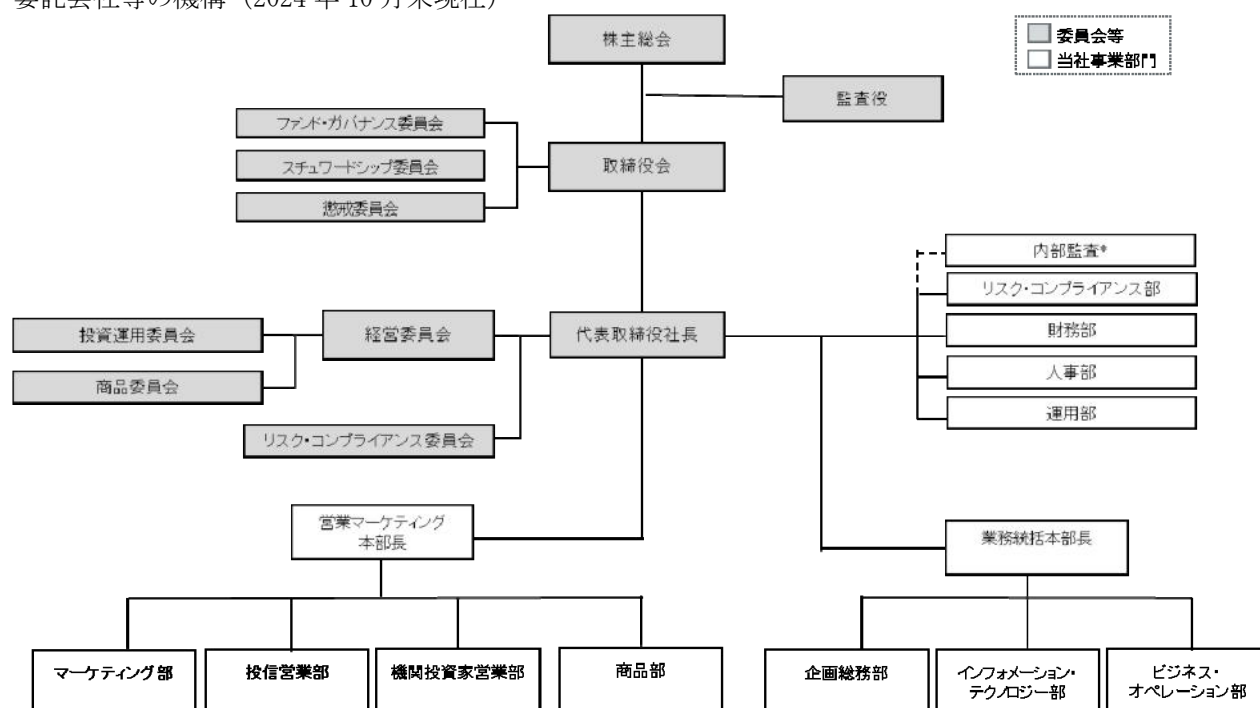 委託会社等の機構 (2024 年 10 月末現在)
株主総会
委員会等
当社事業部門
監査役
ファンド・ガバナンス委員会
スチュワードシップ委員会
懲戒委員会
取締役会
内部監査*
リスク・コンプライアンス部
財務部
人事部
運用部
投資運用委員会
商品委員会
経営委員会
代表取締役社長
リスク・コンプライアンス委員会
営業マーケティング
本部長
業務統括本部長
マーケティング部
投信営業部
機関投資家営業部
商品部
企画総務部
インフォメーション・
テクノロジー部
ビジネス・
オペレーション部